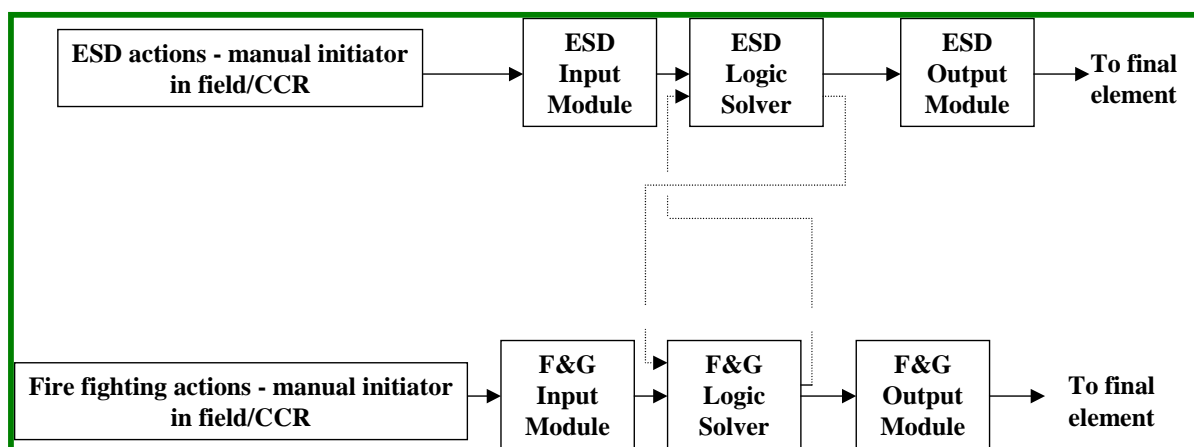 ESD actions - manual initiator
in field/CCR
ESD
Input
Module
ESD
Logic
Solver
ESD
Output
Module
To final
element
Fire fighting actions - manual initiator
in field/CCR
F&G
Input
Module
F&G
Logic
Solver
F&G
Output
Module
To final
element